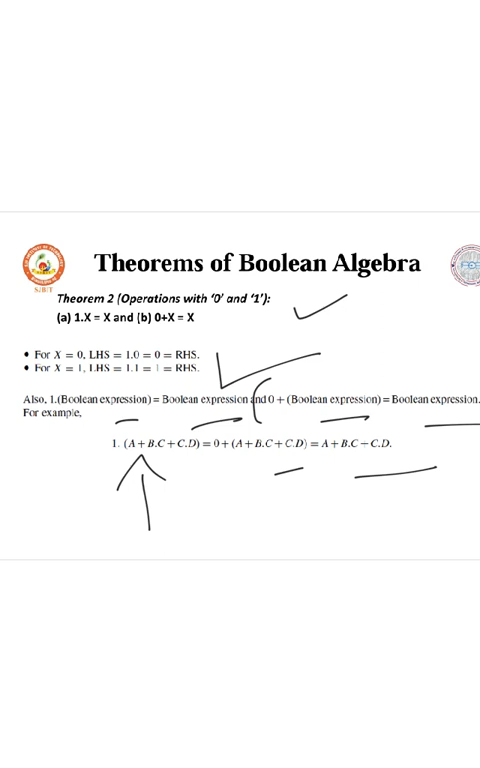 Theorems of Boolean Algebra
SJBIT
Theorem 2 (Operations with ‘0’ and ‘1’):
(a) 1.X = X and (b) 0+X = X
• For X = 0, LHS = 1.0 = 0 = RHS.
• For X = 1, LHS = 1.1 = 1 = RHS.
Also, 1.(Boolean expression) = Boolean expression and 0 + (Boolean expression) = Boolean expression.
For example,
1. (A + B.C + C.D) = 0 + (A + B.C + C.D) = A + B.C + C.D.